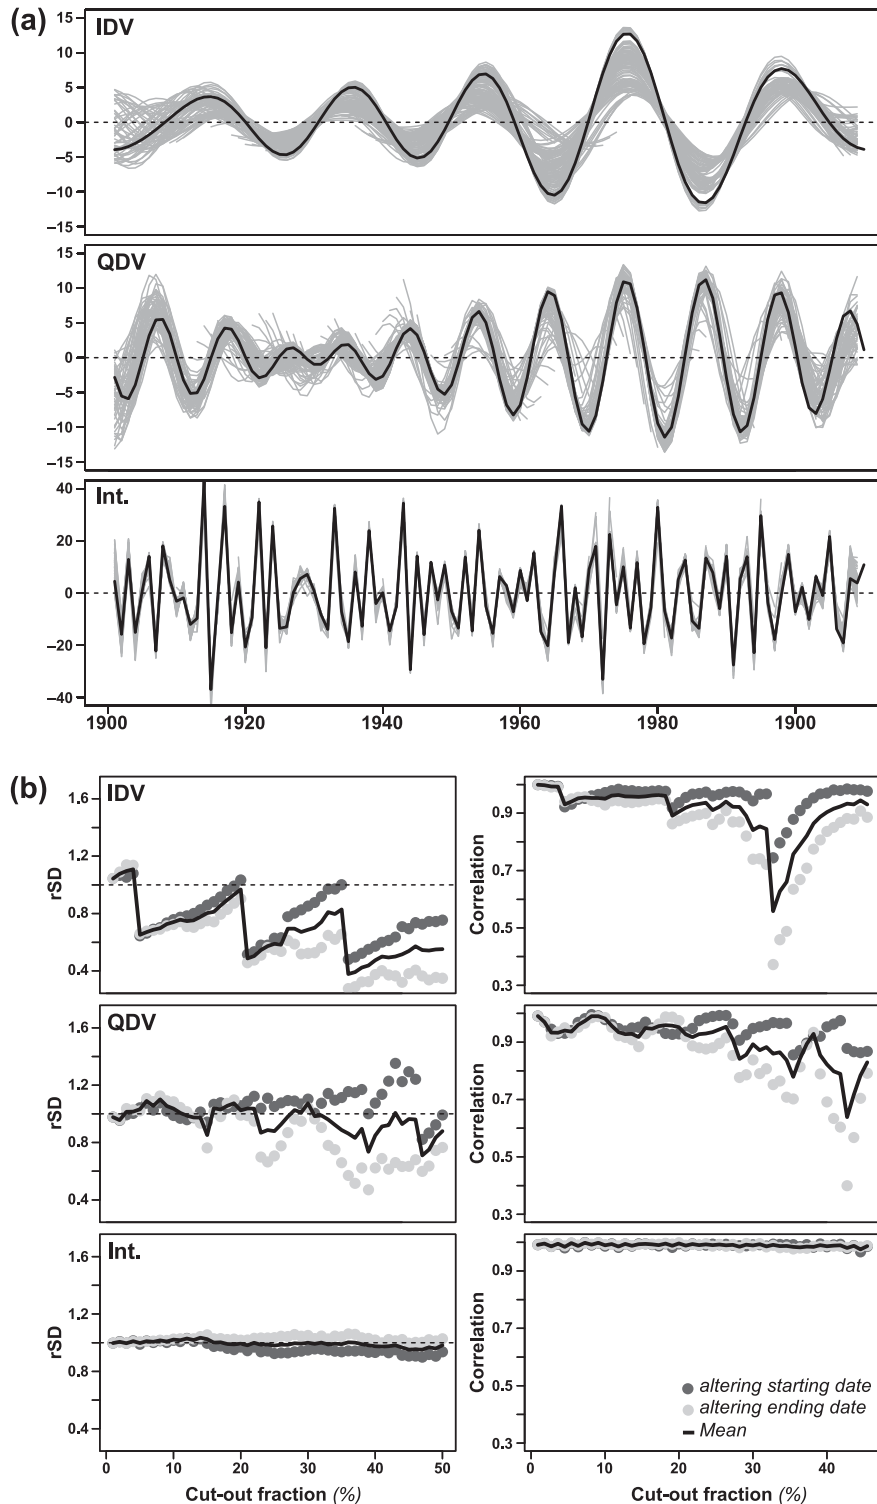 (a)
IDV
15
10
5
0
−5
−10
−15
QDV
15
10
5
0
−5
−10
−15
Int.
40
20
0
−20
−40
1900 1920 1940 1960 1980 1900
(b)
IDV
rSD
1.6
1.2
0.8
0.4
Correlation
0.9
0.7
0.5
0.3
QDV
rSD
1.6
1.2
0.8
0.4
Correlation
0.9
0.7
0.5
0.3
Int.
rSD
1.6
1.2
0.8
0.4
Correlation
0.9
0.7
0.5
0.3
altering starting date
altering ending date
Mean
0 10 20 30 40 50
Cut-out fraction (%)
0 10 20 30 40
Cut-out fraction (%)